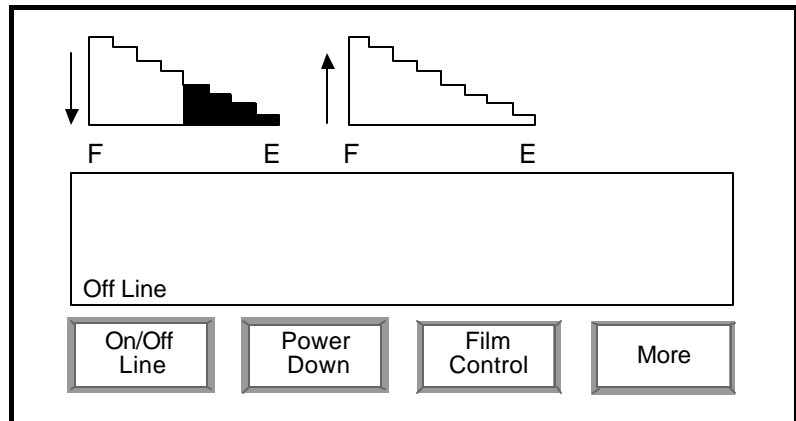 F E F E
Off Line
On/Off
Line
Power
Down
Film
Control
More